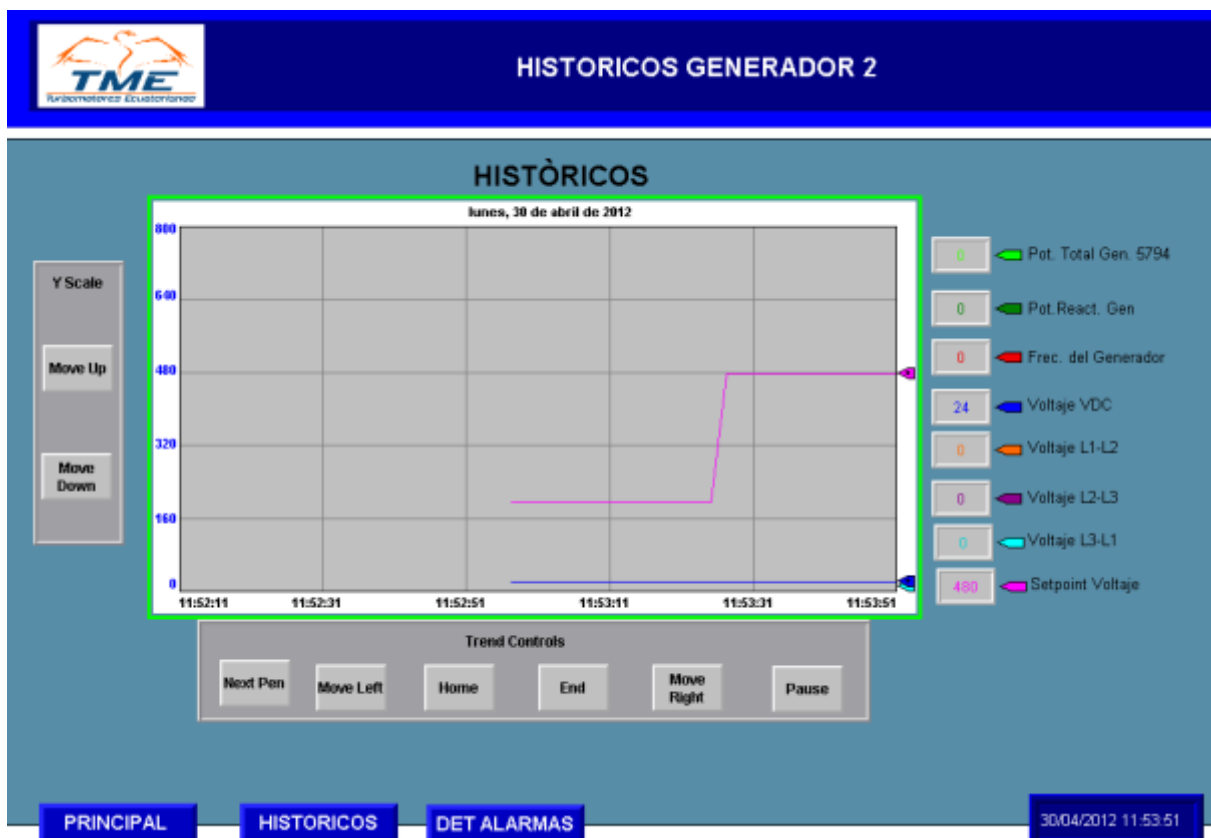 TME
Turbomotores Ecuatorianos
HISTORICOS GENERADOR 2
HISTÒRICOS
lunes, 30 de abril de 2012
800
640
480
320
160
0
11:52:11 11:52:31 11:52:51 11:53:11 11:53:31 11:53:51
Y Scale
Move Up
Move
Down
0 Pot. Total Gen. 5794
0 Pot.React. Gen
0 Frec. del Generador
24 Voltaje VDC
0 Voltaje L1-L2
0 Voltaje L2-L3
0 Voltaje L3-L1
480 Setpoint Voltaje
Trend Controls
Next Pen
Move Left
Home
End
Move
Right
Pause
PRINCIPAL
HISTORICOS
DET ALARMAS
30/04/2012 11:53:51